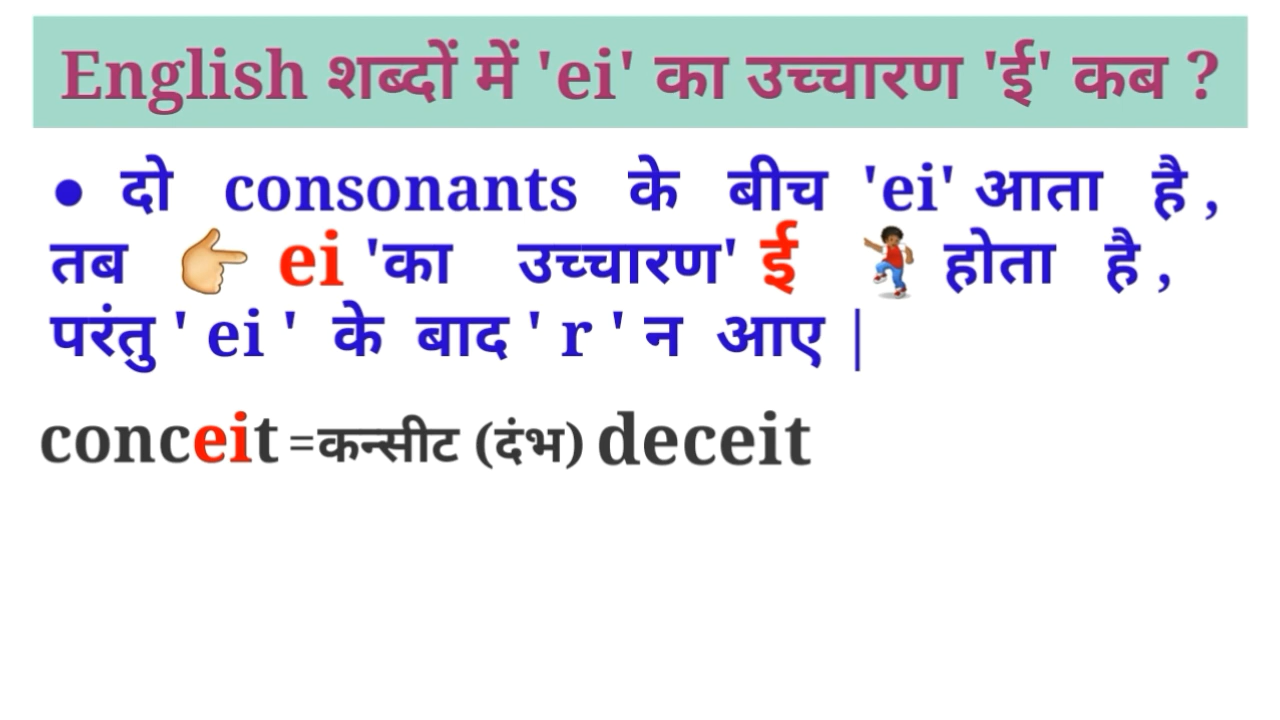 English शब्दों में 'ei' का उच्चारण 'ई' कब ?
● दो consonants के बीच 'ei' आता है ,
तब 👉 ei 'का उच्चारण' ई होता है ,
परंतु ' ei ' के बाद ' r ' न आए |
conceit =कन्सीट (दंभ) deceit